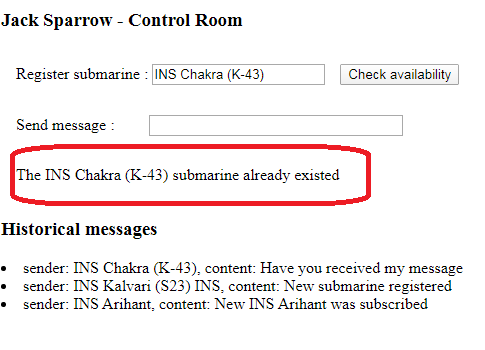 Jack Sparrow - Control Room
Register submarine : INS Chakra (K-43) Check availability
Send message :
The INS Chakra (K-43) submarine already existed
Historical messages
• sender: INS Chakra (K-43), content: Have you received my message
• sender: INS Kalvari (S23) INS, content: New submarine registered
• sender: INS Arihant, content: New INS Arihant was subscribed